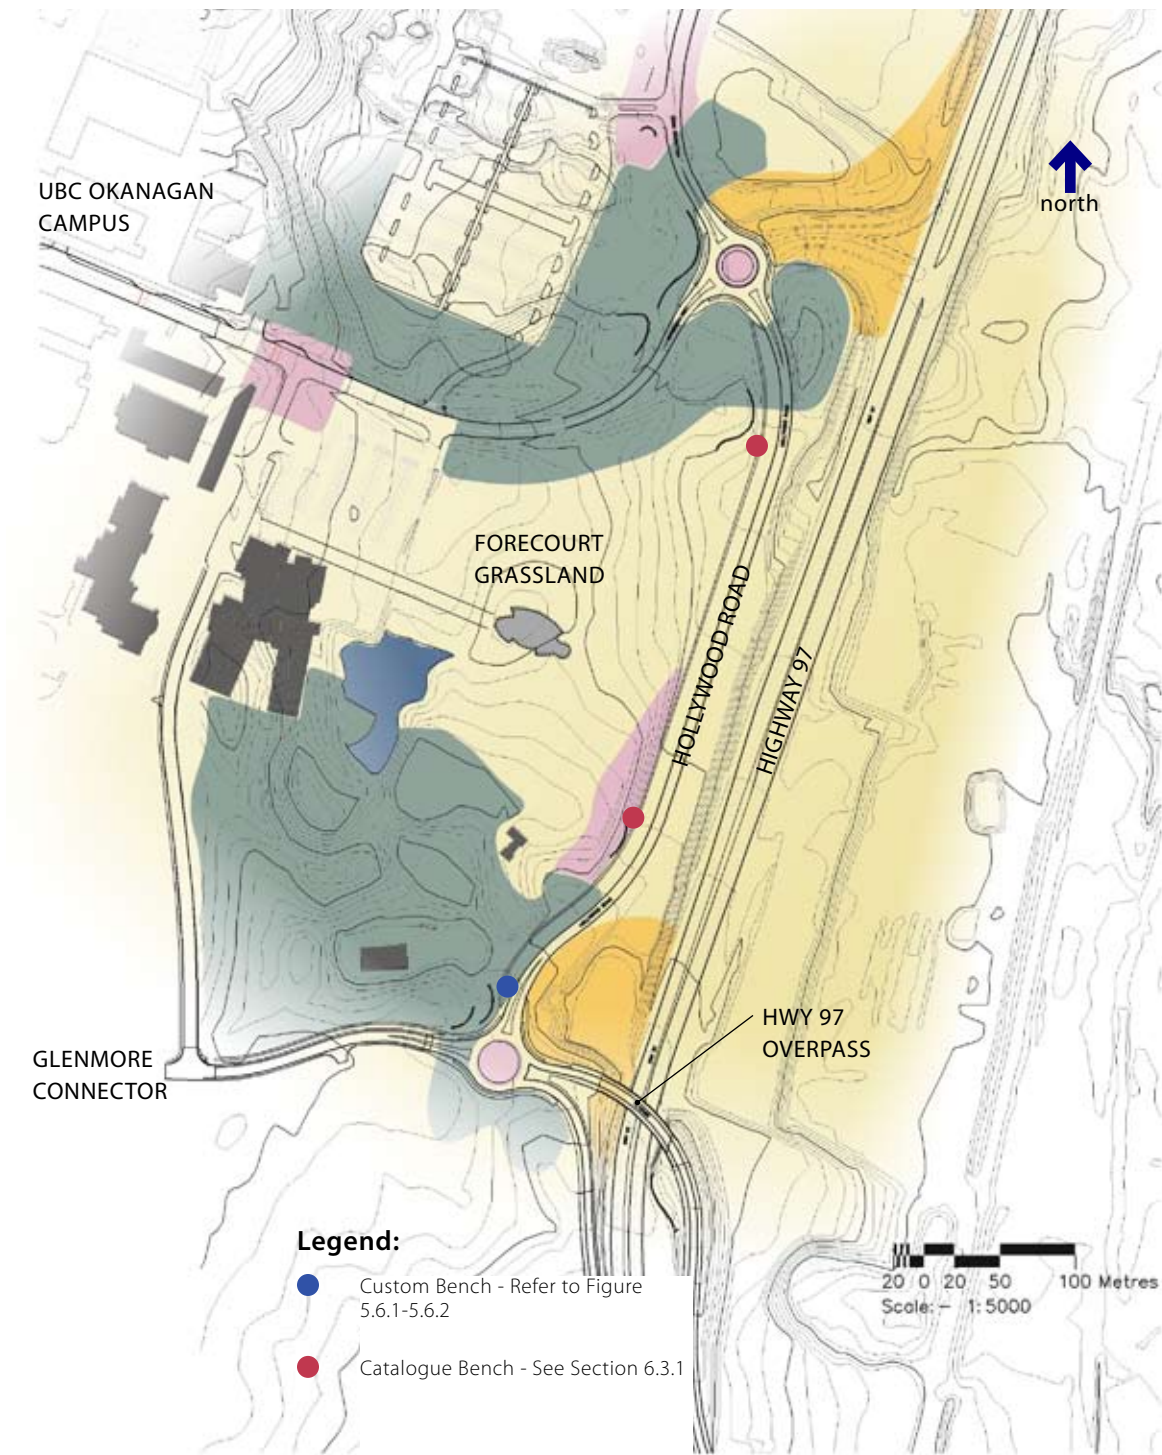 UBC OKANAGAN
CAMPUS
north
FORECOURT
GRASSLAND
HOLLYWOOD ROAD
HIGHWAY 97
HWY 97
OVERPASS
GLENMORE
CONNECTOR
Legend:
Custom Bench - Refer to Figure
5.6.1-5.6.2
Catalogue Bench - See Section 6.3.1
20 0 20 50 100 Metres
Scale: - 1:5000